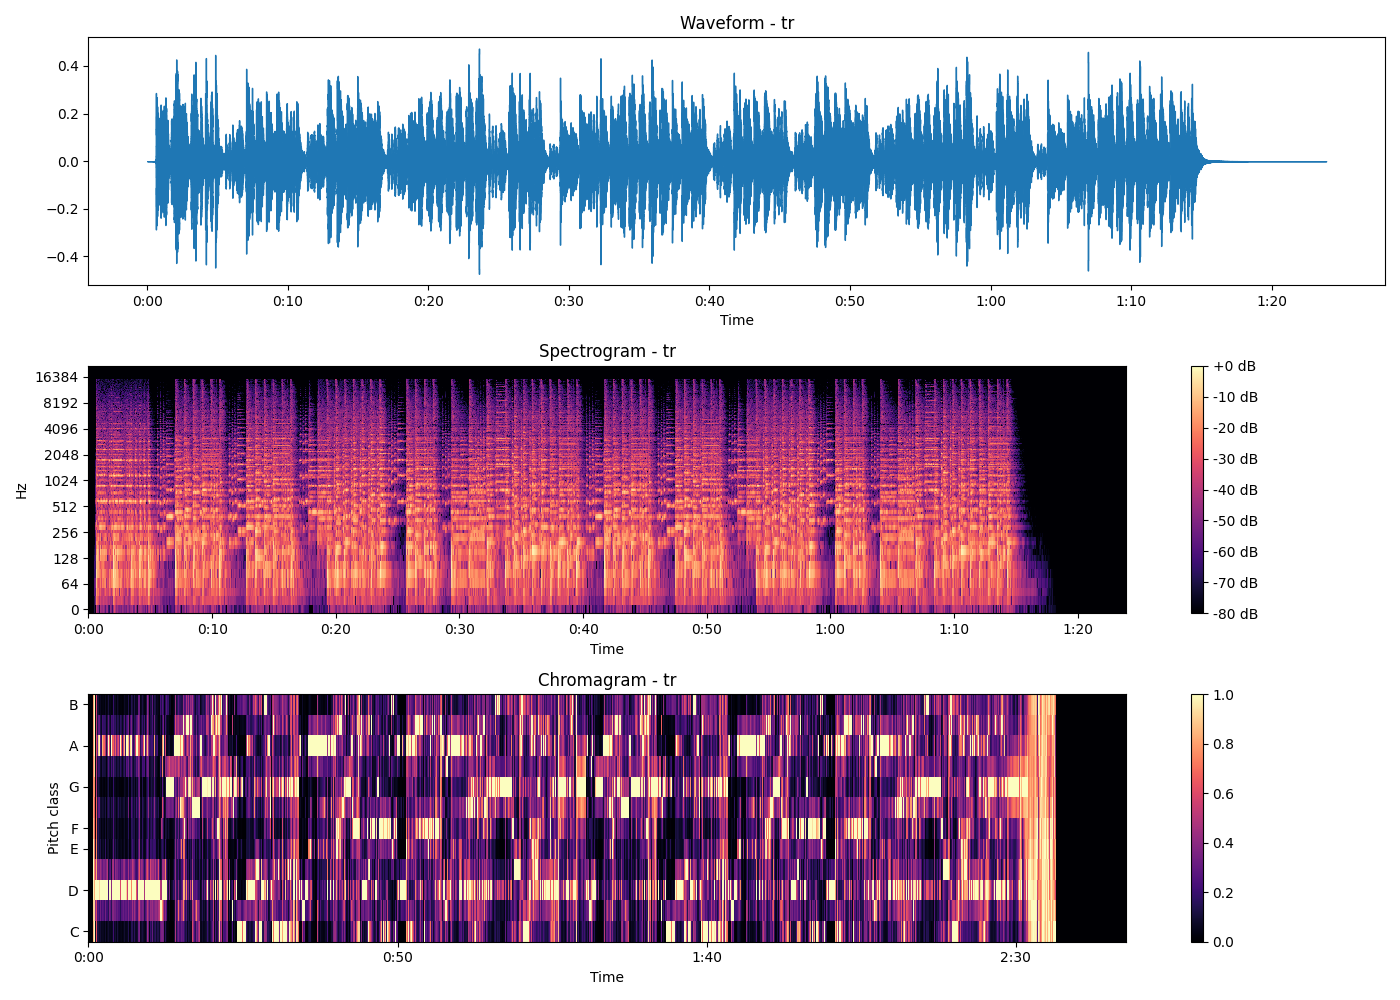 Waveform - tr
0.4
0.2
0.0
−0.2
−0.4
0:00 0:10 0:20 0:30 0:40 0:50 1:00 1:10 1:20
Time
Spectrogram - tr
Hz
16384
8192
4096
2048
1024
512
256
128
64
0
0:00 0:10 0:20 0:30 0:40 0:50 1:00 1:10 1:20
Time
+0 dB
-10 dB
-20 dB
-30 dB
-40 dB
-50 dB
-60 dB
-70 dB
-80 dB
Chromagram - tr
Pitch class
B
A
G
F
E
D
C
0:00 0:50 1:40 2:30
Time
1.0
0.8
0.6
0.4
0.2
0.0